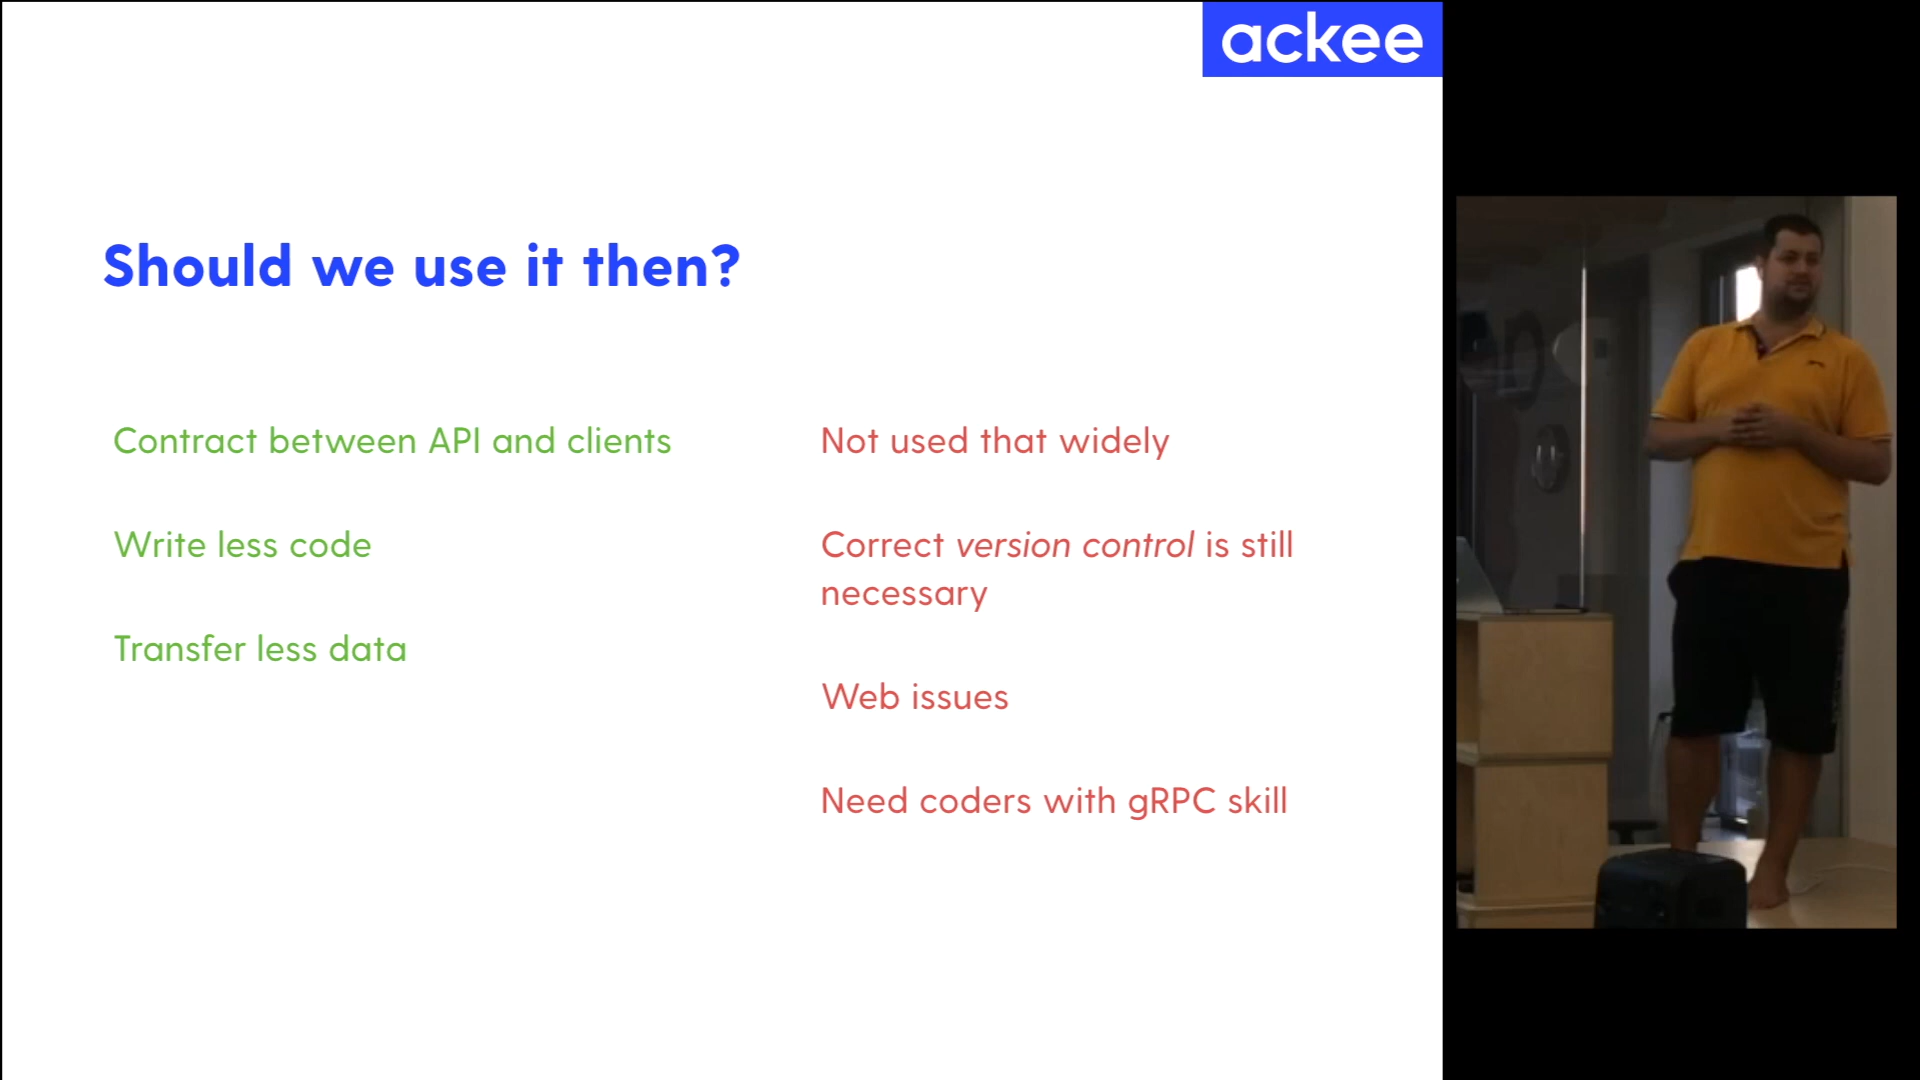 ackee
Should we use it then?
Contract between API and clients
Write less code
Transfer less data
Not used that widely
Correct version control is still
necessary
Web issues
Need coders with gRPC skill